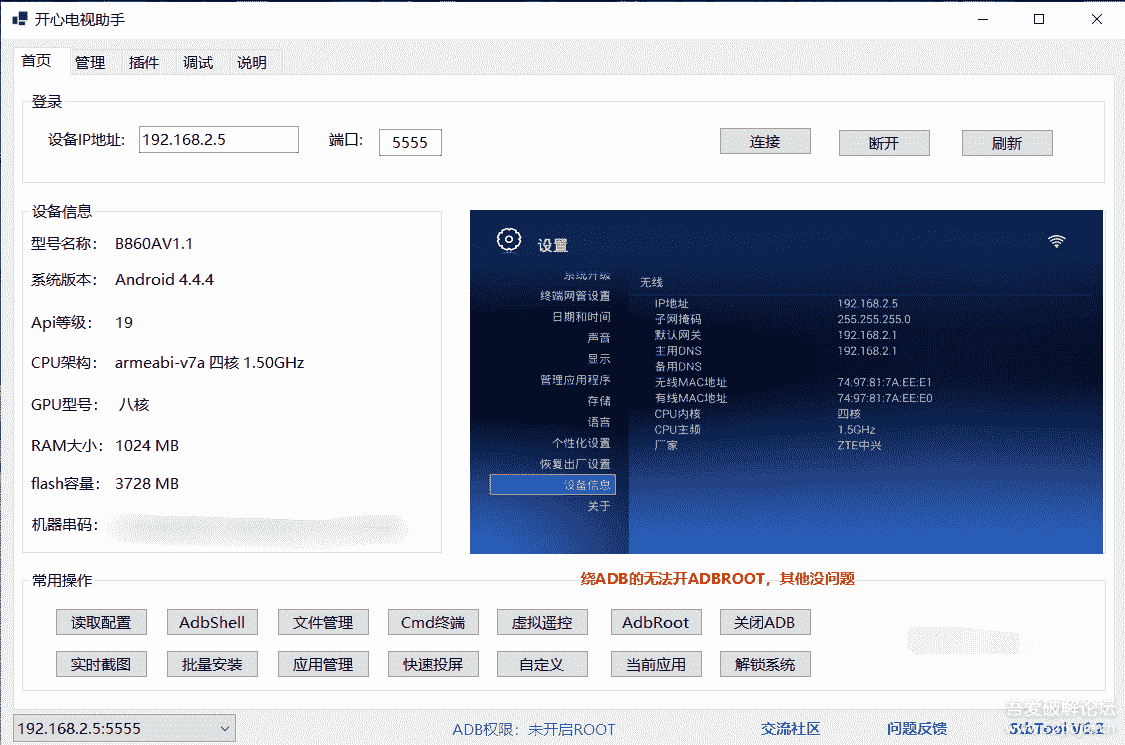 开心电视助手
首页 管理 插件 调试 说明
登录
设备IP地址: 192.168.2.5 端口: 5555 连接 断开 刷新
设备信息
型号名称: B860AV1.1
系统版本: Android 4.4.4
Api等级: 19
CPU架构: armeabi-v7a 四核 1.50GHz
GPU型号: 八核
RAM大小: 1024 MB
flash容量: 3728 MB
机器串码:
设置
系统升级
终端网管设置
日期和时间
声音
显示
管理应用程序
存储
语言
个性化设置
恢复出厂设置
设备信息
关于
无线
IP地址 192.168.2.5
子网掩码 255.255.255.0
默认网关 192.168.2.1
主用DNS 192.168.2.1
备用DNS
无线MAC地址 74:97:81:7A:EE:E1
有线MAC地址 74:97:81:7A:EE:E0
CPU内核 四核
CPU主频 1.5GHz
厂家 ZTE中兴
常用操作
绕ADB的无法开ADBROOT，其他没问题
读取配置 AdbShell 文件管理 Cmd终端 虚拟遥控 AdbRoot 关闭ADB
实时截图 批量安装 应用管理 快速投屏 自定义 当前应用 解锁系统
192.168.2.5:5555 ADB权限: 未开启ROOT 交流社区 问题反馈 SthTool V6.2
吾爱破解论坛